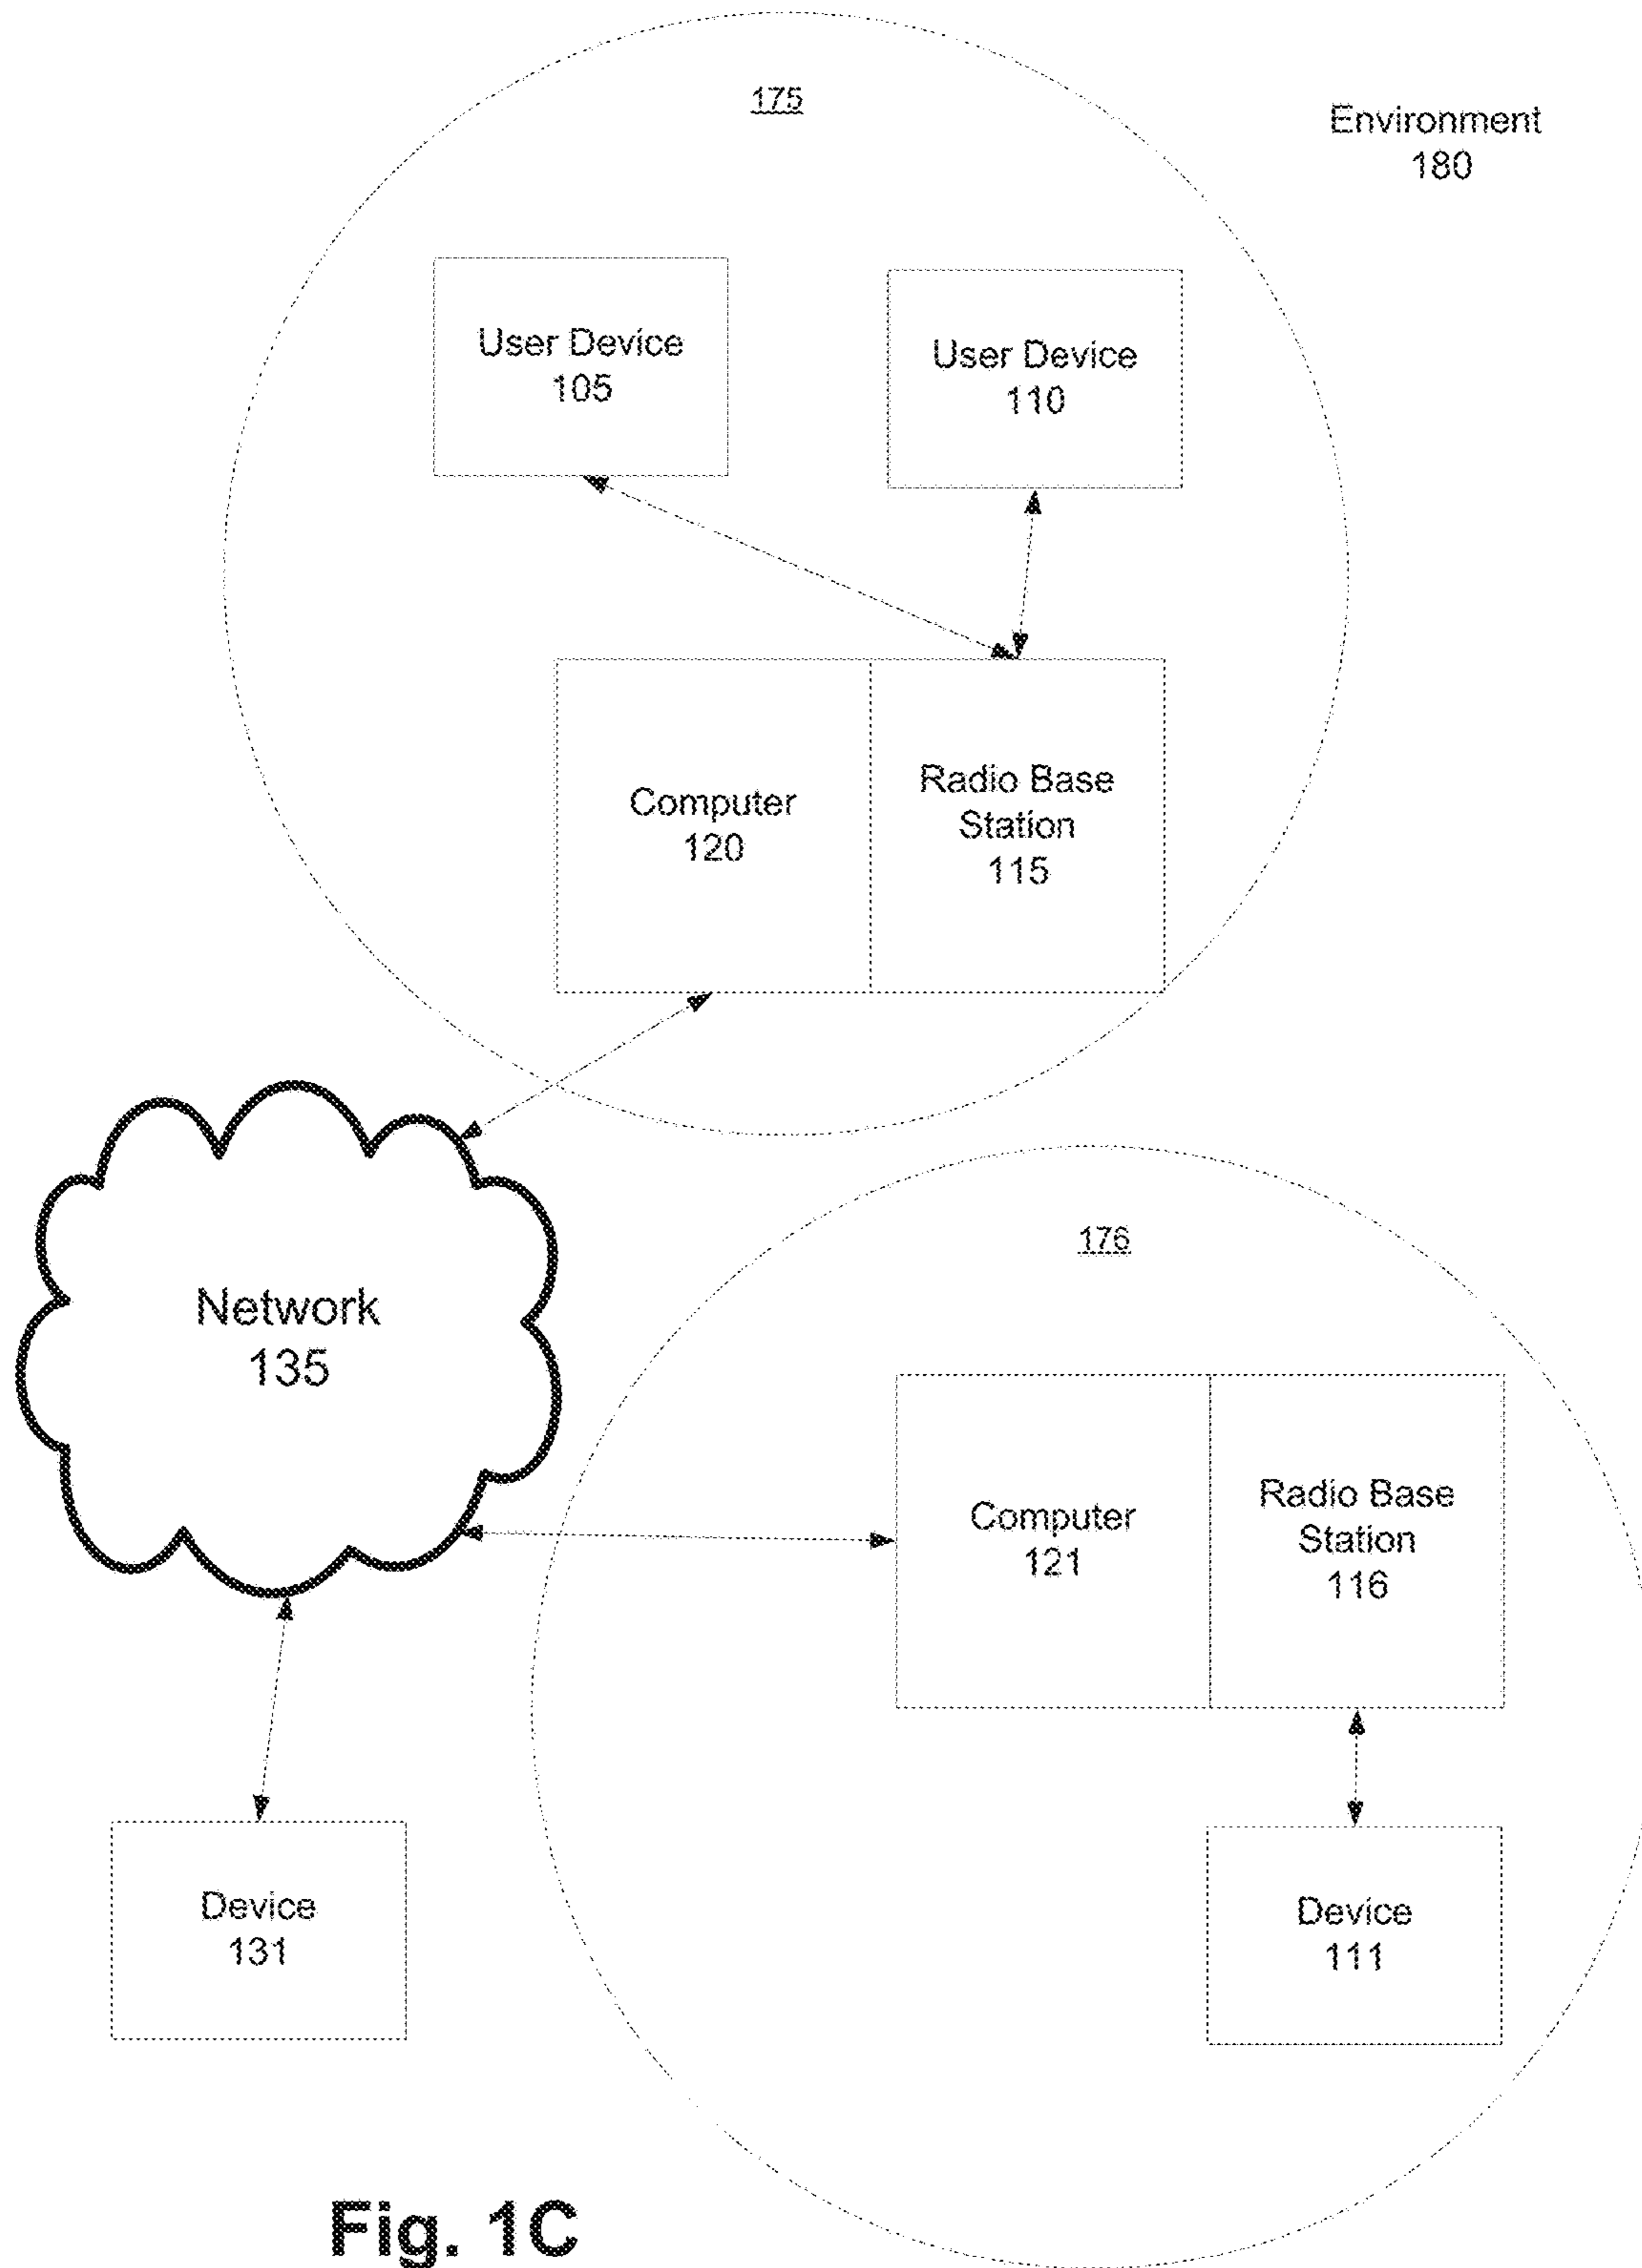 175
Environment
180
User Device
105
User Device
110
Computer
120
Radio Base
Station
115
Network
135
176
Computer
121
Radio Base
Station
116
Device
131
Device
111
Fig. 1C